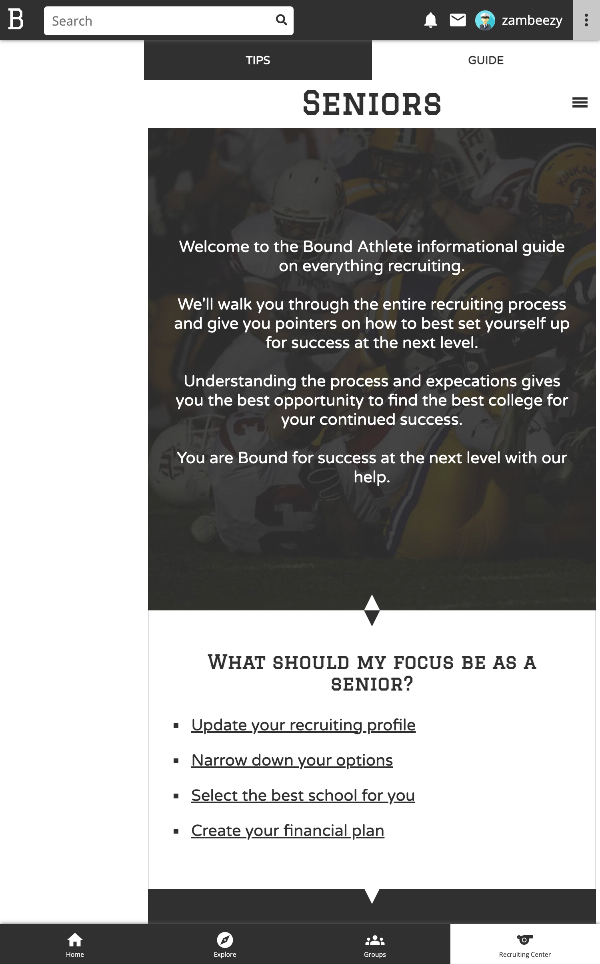 B
Search
zambeezy
TIPS
GUIDE
Seniors
KINKAI
Welcome to the Bound Athlete informational guide
on everything recruiting.
We'll walk you through the entire recruiting process
and give you pointers on how to best set yourself up
for success at the next level.
Understanding the process and expecations gives
you the best opportunity to find the best college for
your continued success.
You are Bound for success at the next level with our
help.
What should my focus be as a
senior?
Update your recruiting profile
Narrow down your options
Select the best school for you
Create your financial plan
Home
Explore
Groups
Recruiting Center